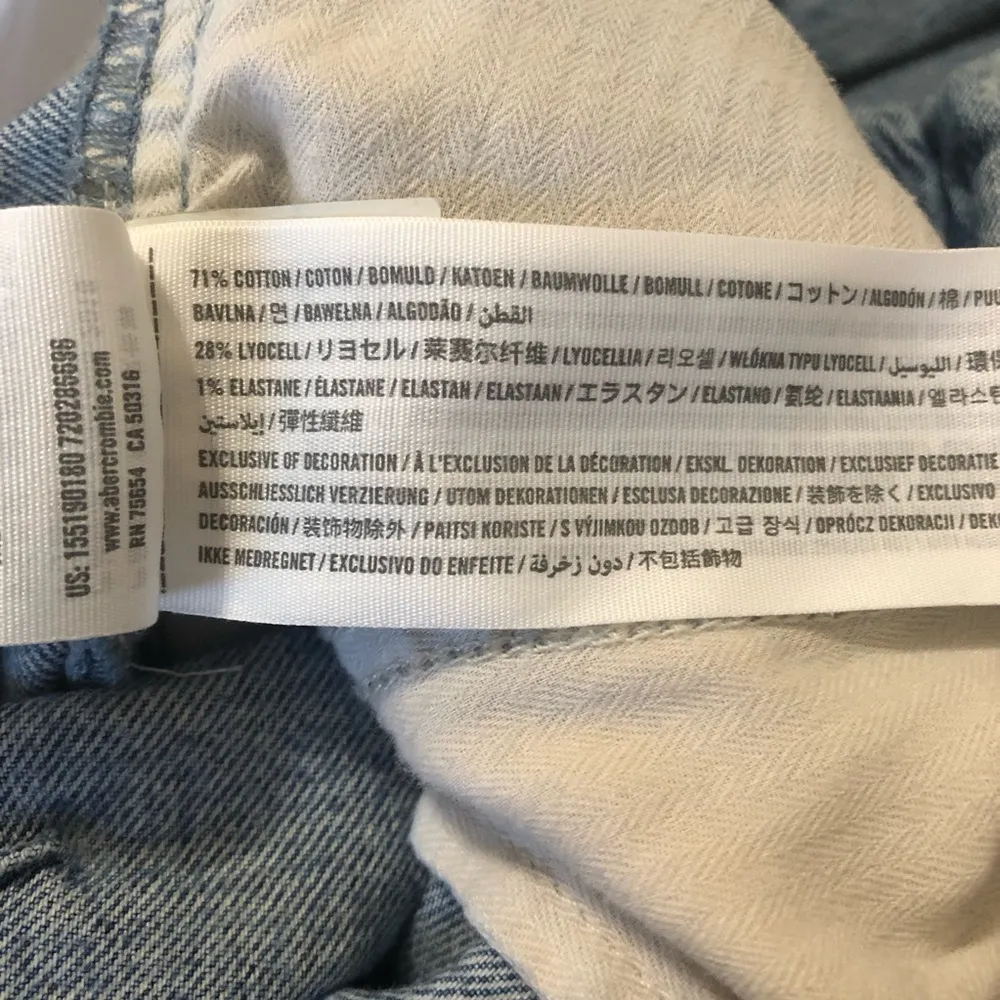 71% COTTON / COTON / BOMULD / KATOEN / BAUMWOLLE / BOMULL / COTONE / コットン / ALGODÓN / 棉 / PUU
BAVLNA / 면 / BAWEŁNA / ALGODÃO / القطن
28% LYOCELL / リヨセル / 莱赛尔纤维 / LYOCELLIA / 리오셀 / WŁÓKNA TYPU LYOCELL / الليوسيل / 環保
1% ELASTANE / ÉLASTANE / ELASTAN / ELASTAAN / エラスタン / ELASTANO / 氨纶 / ELASTAANIA / 엘라스탄
إيلاستين / 彈性纖維
EXCLUSIVE OF DECORATION / À L'EXCLUSION DE LA DÉCORATION / EKSKL. DEKORATION / EXCLUSIEF DECORATIE
AUSSCHLIESSLICH VERZIERUNG / UTOM DEKORATIONEN / ESCLUSA DECORAZIONE / 装飾を除く / EXCLUSIVO
DECORACIÓN / 装饰物除外 / PAITSI KORISTE / S VÝJIMKOU OZDOB / 고급 장식 / OPRÓCZ DEKORACJI / DEK
IKKE MEDREGNET / EXCLUSIVO DO ENFEITE / دون زخرفة / 不包括飾物
US: 155190180 720286696
www.abercrombie.com
RN 75654 CA 50316